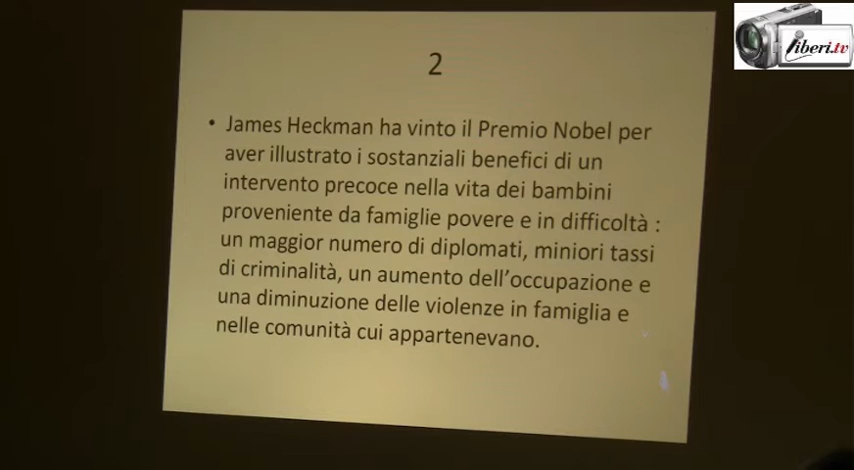 liberi.tv
2
• James Heckman ha vinto il Premio Nobel per
aver illustrato i sostanziali benefici di un
intervento precoce nella vita dei bambini
proveniente da famiglie povere e in difficoltà :
un maggior numero di diplomati, miniori tassi
di criminalità, un aumento dell'occupazione e
una diminuzione delle violenze in famiglia e
nelle comunità cui appartenevano.